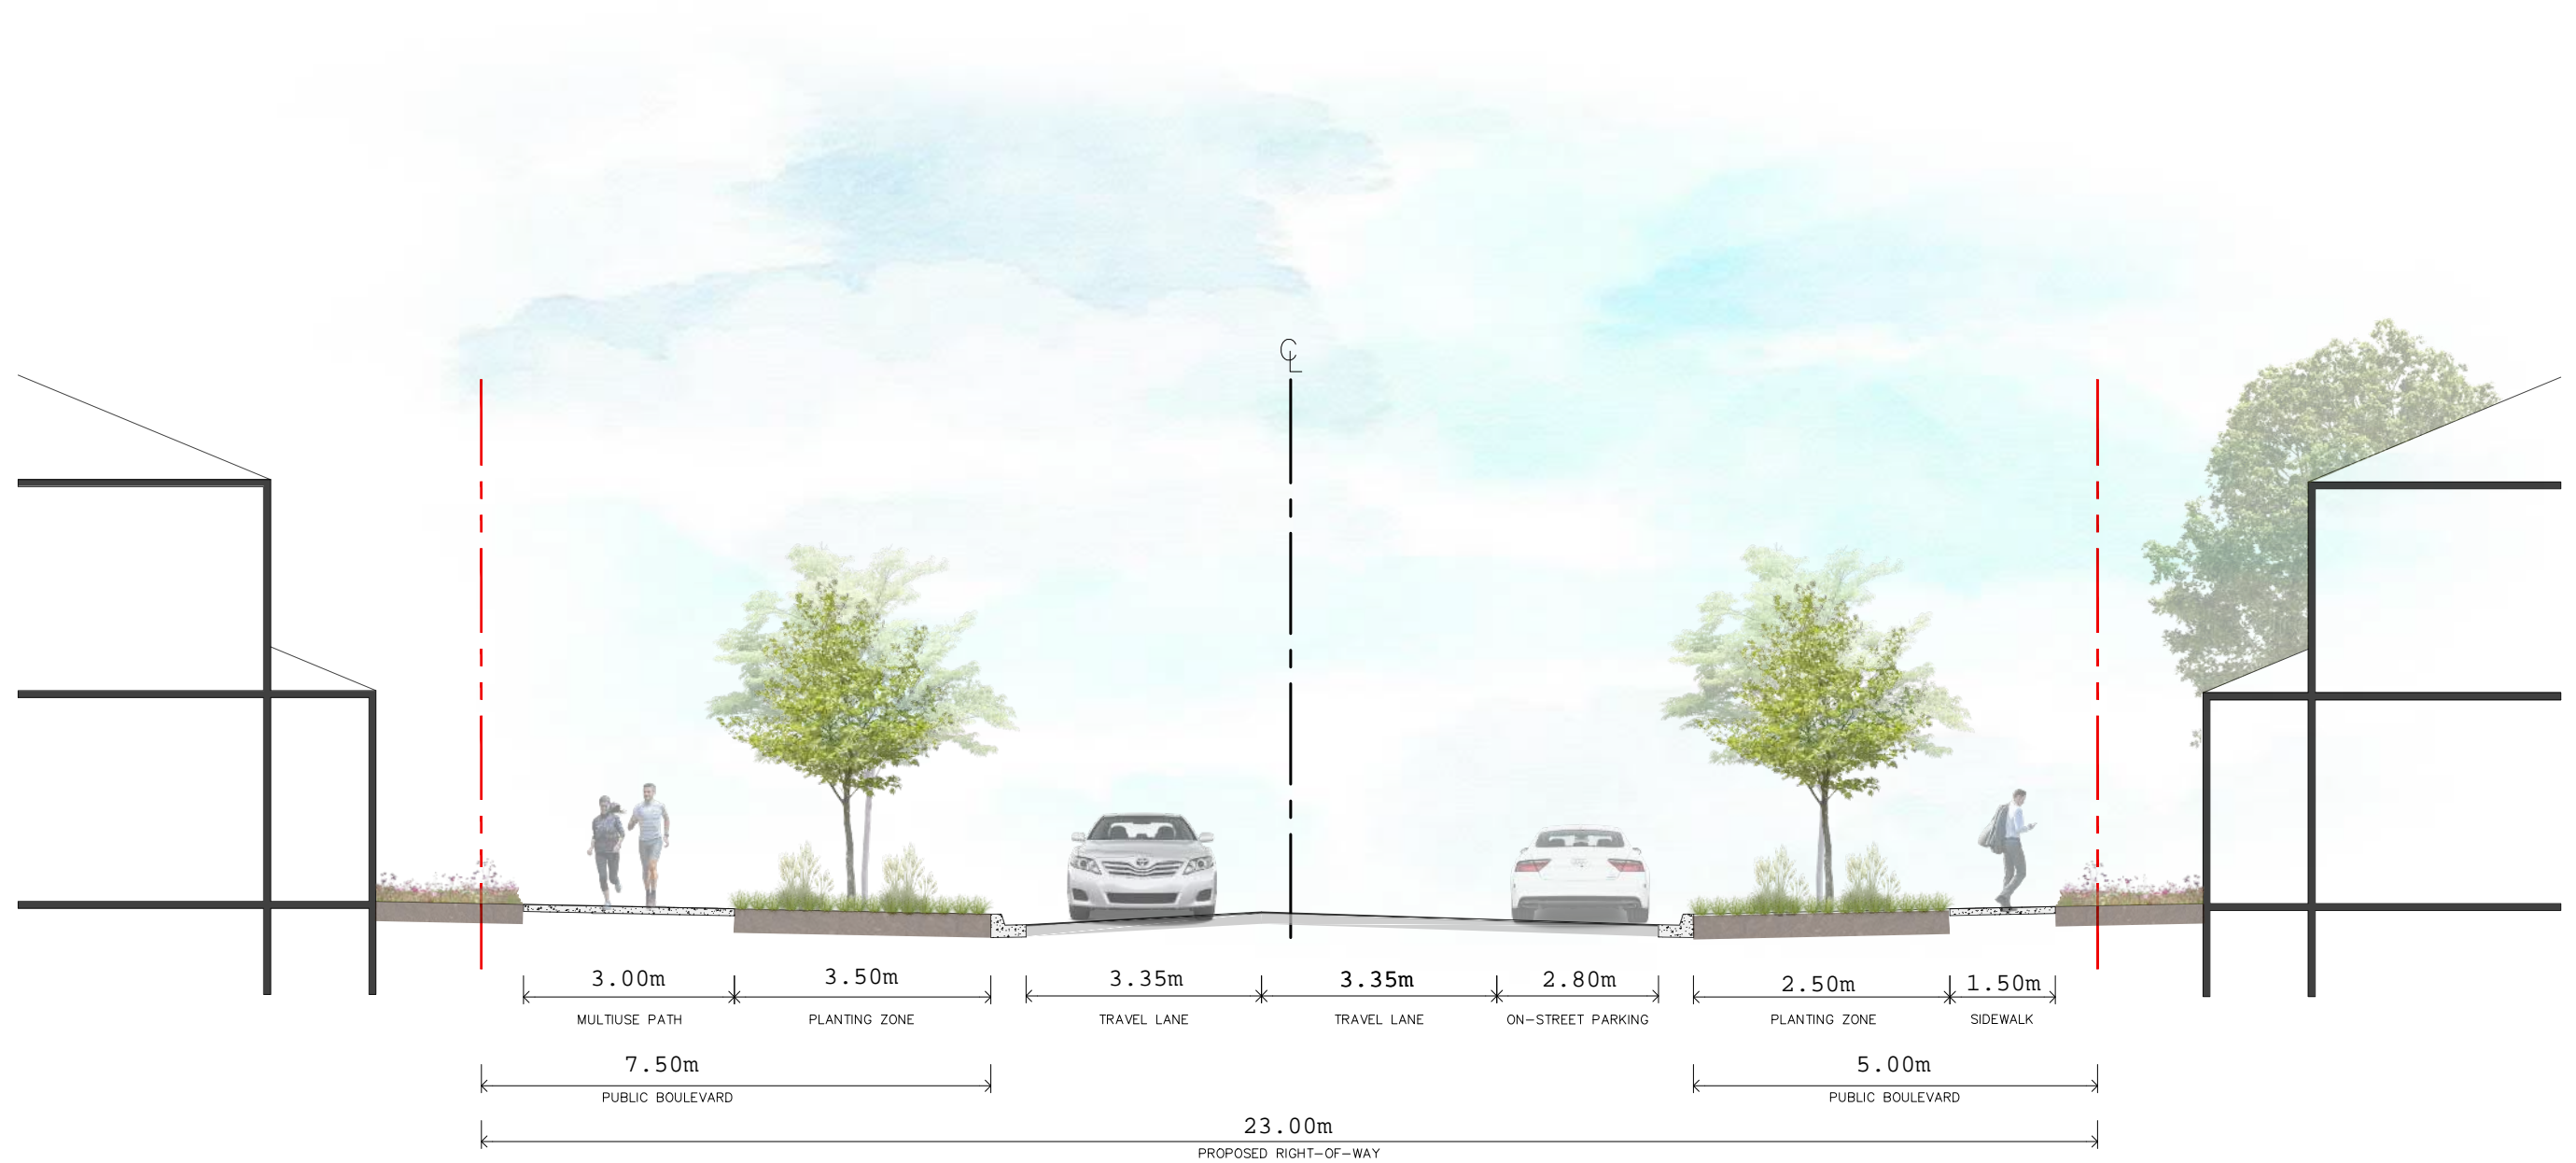 CL
3.00m
3.50m
3.35m
3.35m
2.80m
2.50m
1.50m
MULTIUSE PATH
PLANTING ZONE
TRAVEL LANE
TRAVEL LANE
ON-STREET PARKING
PLANTING ZONE
SIDEWALK
7.50m
5.00m
PUBLIC BOULEVARD
PUBLIC BOULEVARD
23.00m
PROPOSED RIGHT-OF-WAY